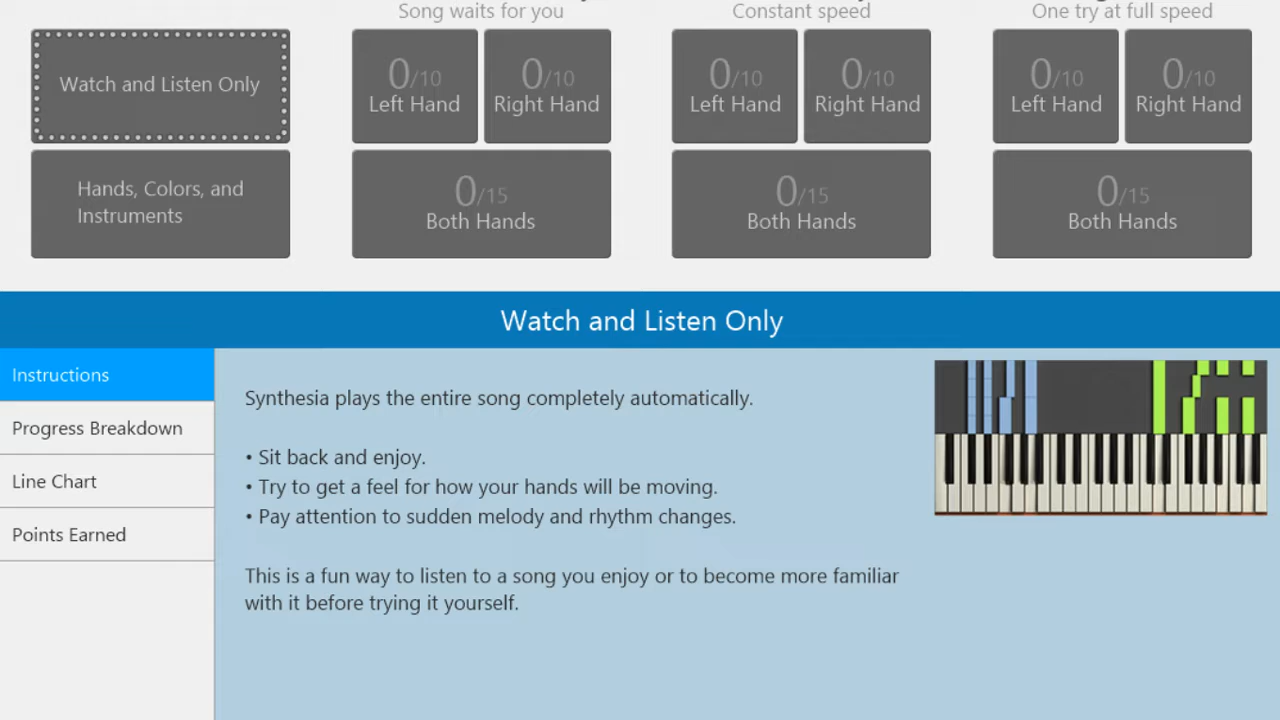 Song waits for you
Constant speed
One try at full speed
Watch and Listen Only
0/10
Left Hand
0/10
Right Hand
0/10
Left Hand
0/10
Right Hand
0/10
Left Hand
0/10
Right Hand
Hands, Colors, and
Instruments
0/15
Both Hands
0/15
Both Hands
0/15
Both Hands
Watch and Listen Only
Instructions
Progress Breakdown
Line Chart
Points Earned
Synthesia plays the entire song completely automatically.
• Sit back and enjoy.
• Try to get a feel for how your hands will be moving.
• Pay attention to sudden melody and rhythm changes.
This is a fun way to listen to a song you enjoy or to become more familiar
with it before trying it yourself.